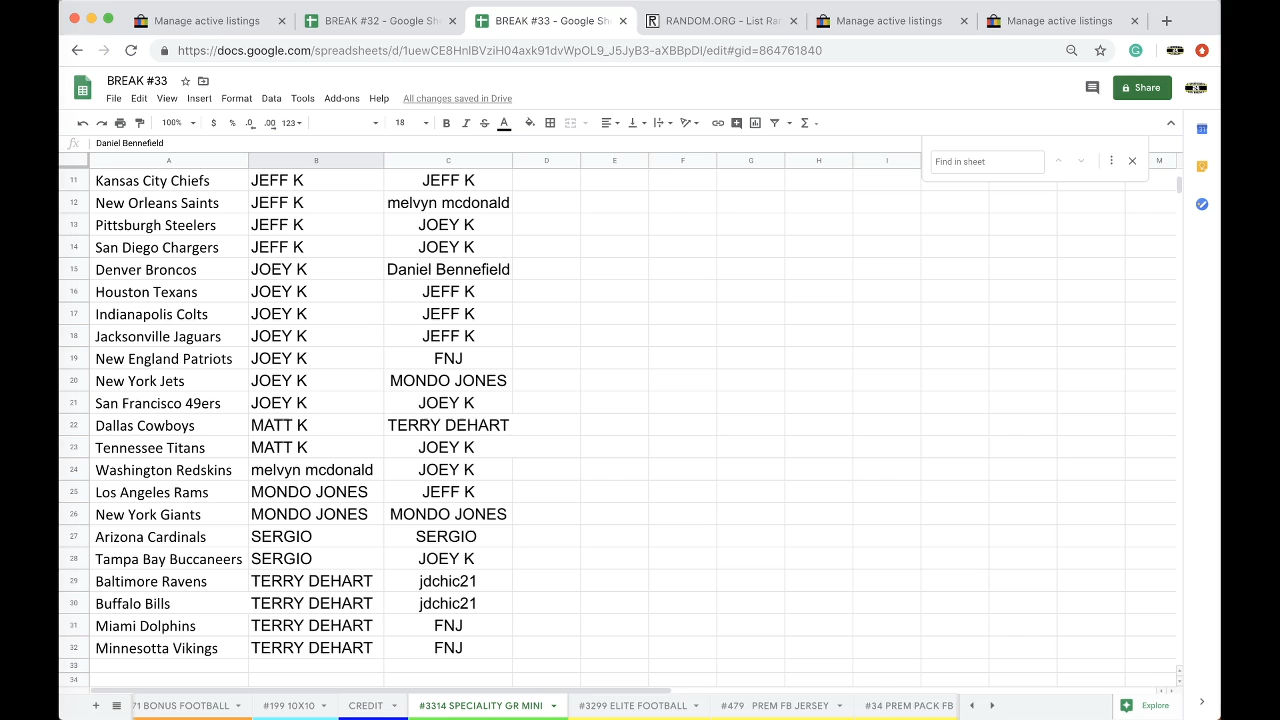 Manage active listings
BREAK #32 - Google Sh
BREAK #33 - Google Sh
RANDOM.ORG - List Ra
Manage active listings
Manage active listings
https://docs.google.com/spreadsheets/d/1uewCE8HnIBVziH04axk91dvWpOL9_J5JyB3-aXBBpDI/edit#gid=864761840
BREAK #33
File Edit View Insert Format Data Tools Add-ons Help All changes saved in Drive
Share
100% $ % .0 .00 123 18 B I S A
fx Daniel Bennefield
Find in sheet
A B C D E F G H I M
11 Kansas City Chiefs JEFF K JEFF K
12 New Orleans Saints JEFF K melvyn mcdonald
13 Pittsburgh Steelers JEFF K JOEY K
14 San Diego Chargers JEFF K JOEY K
15 Denver Broncos JOEY K Daniel Bennefield
16 Houston Texans JOEY K JEFF K
17 Indianapolis Colts JOEY K JEFF K
18 Jacksonville Jaguars JOEY K JEFF K
19 New England Patriots JOEY K FNJ
20 New York Jets JOEY K MONDO JONES
21 San Francisco 49ers JOEY K JOEY K
22 Dallas Cowboys MATT K TERRY DEHART
23 Tennessee Titans MATT K JOEY K
24 Washington Redskins melvyn mcdonald JOEY K
25 Los Angeles Rams MONDO JONES JEFF K
26 New York Giants MONDO JONES MONDO JONES
27 Arizona Cardinals SERGIO SERGIO
28 Tampa Bay Buccaneers SERGIO JOEY K
29 Baltimore Ravens TERRY DEHART jdchic21
30 Buffalo Bills TERRY DEHART jdchic21
31 Miami Dolphins TERRY DEHART FNJ
32 Minnesotta Vikings TERRY DEHART FNJ
33
34
71 BONUS FOOTBALL #199 10X10 CREDIT #3314 SPECIALITY GR MINI #3299 ELITE FOOTBALL #479 PREM FB JERSEY #34 PREM PACK FB Explore